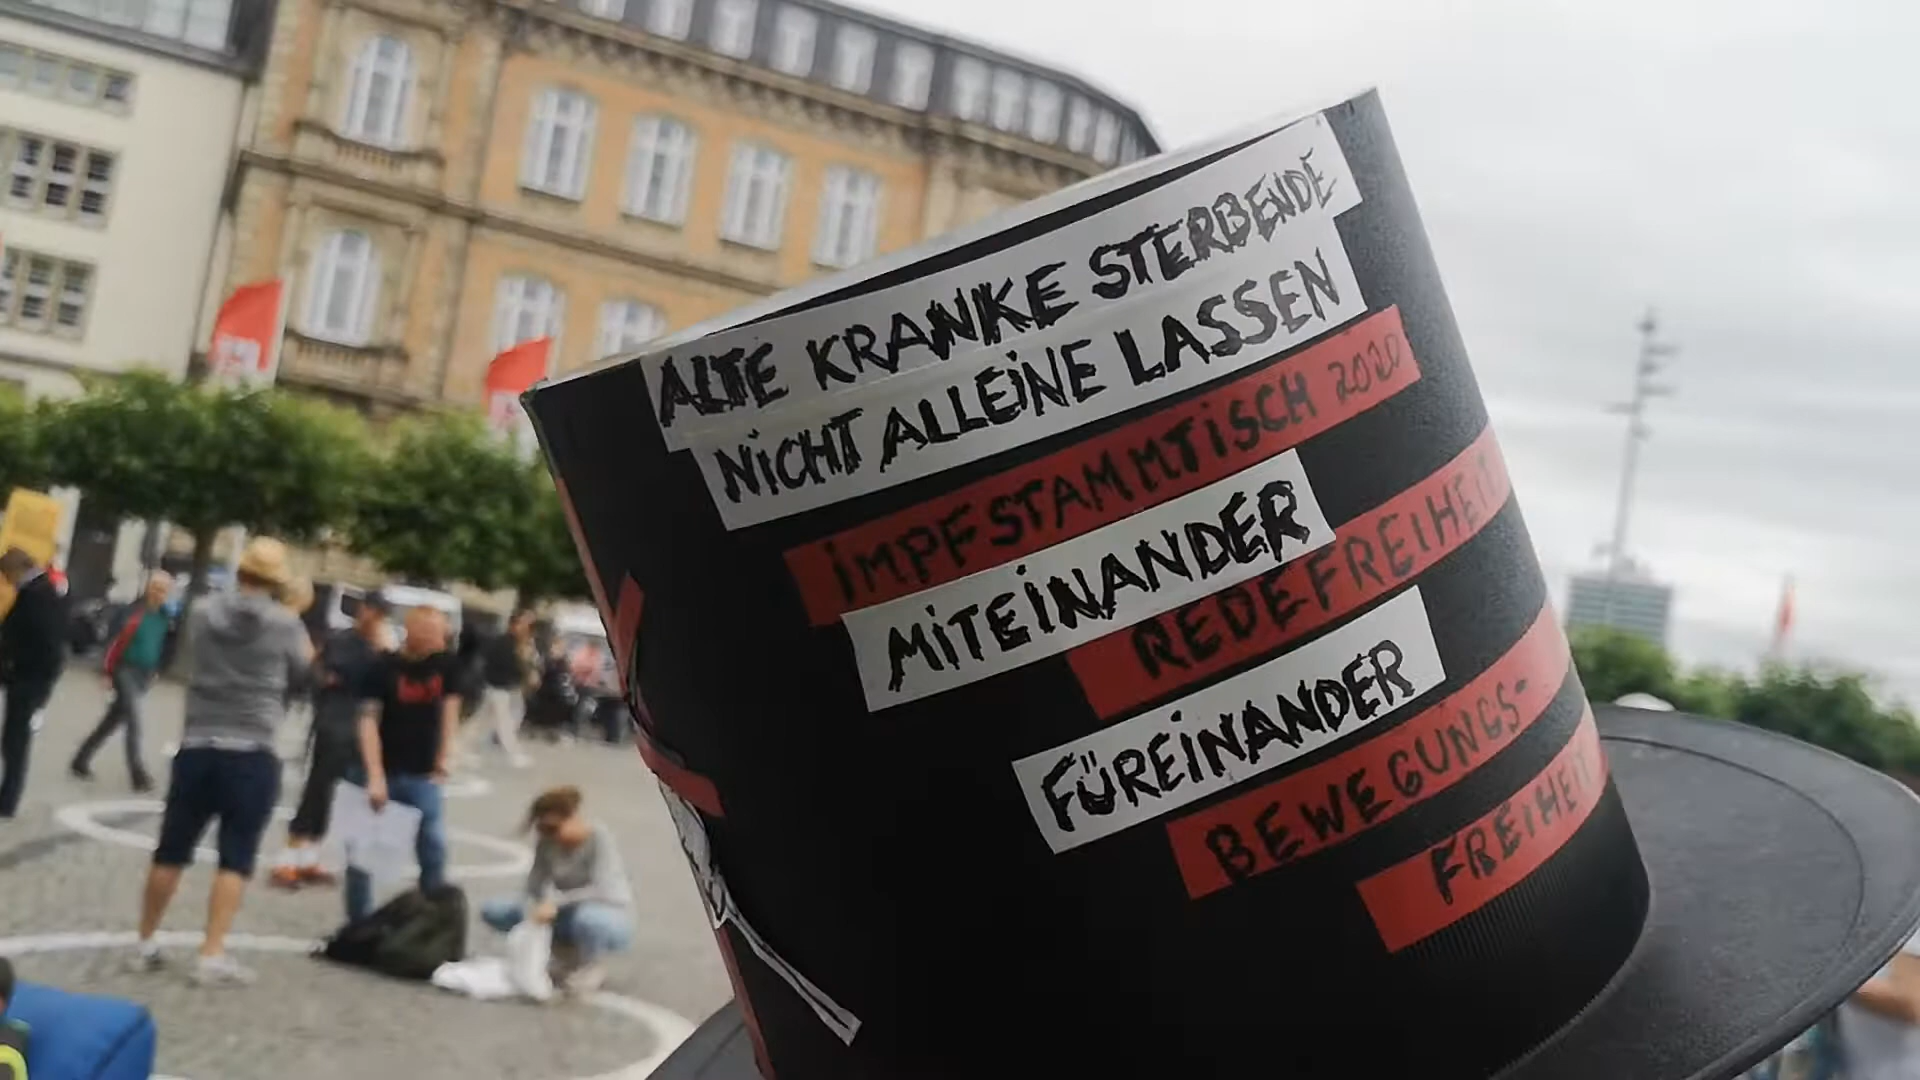 ALTE KRANKE STERBENDE
NICHT ALLEINE LASSEN
IMPFSTAMMTISCH 2020
MITEINANDER
REDEFREIHEIT
FÜREINANDER
BEWEGUNGS-
FREIHEIT